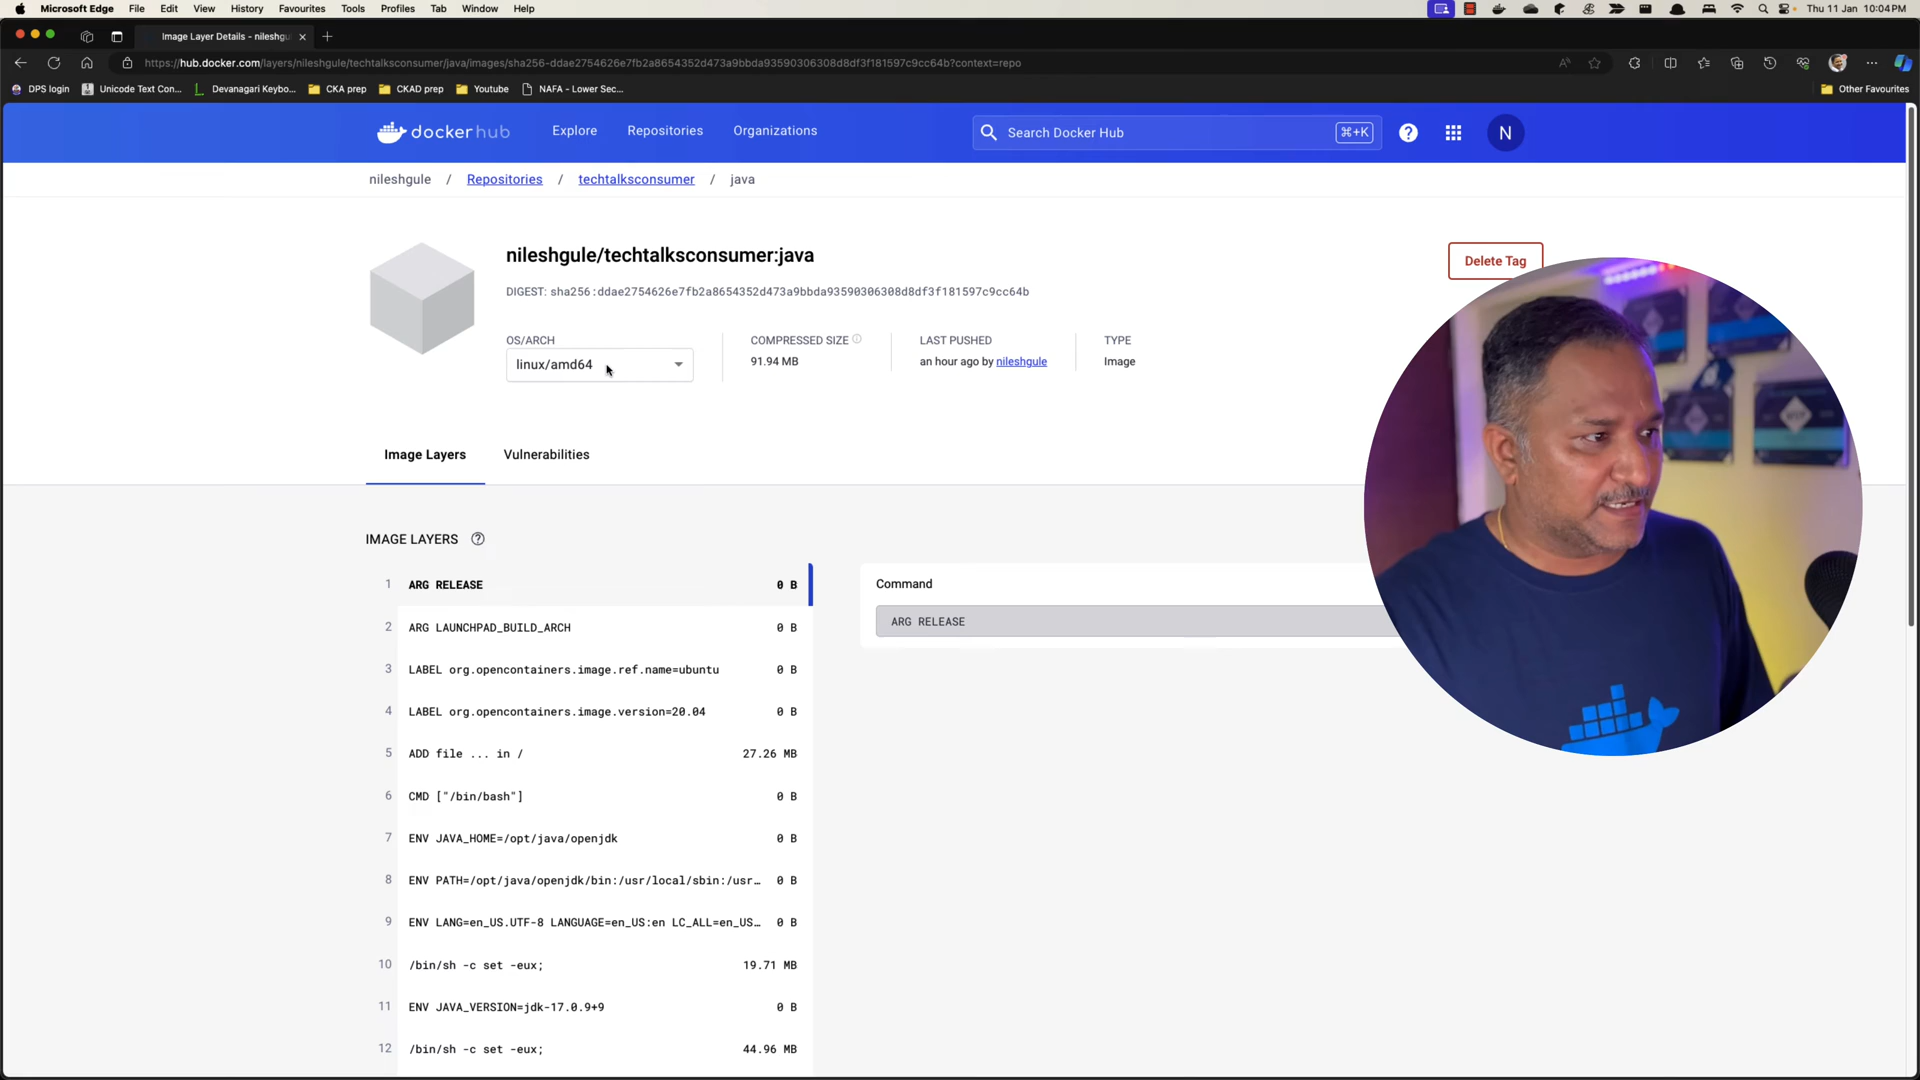 Microsoft Edge File Edit View History Favourites Tools Profiles Tab Window Help
Thu 11 Jan 10:04PM
Image Layer Details - nileshgu
https://hub.docker.com/layers/nileshgule/techtalksconsumer/java/images/sha256-ddae2754626e7fb2a8654352d473a9bbda93590306308d8df3f181597c9cc64b?context=repo
DPS login Unicode Text Con... Devanagari Keybo... CKA prep CKAD prep Youtube NAFA - Lower Sec... Other Favourites
dockerhub Explore Repositories Organizations Search Docker Hub ⌘+K ? N
nileshgule / Repositories / techtalksconsumer / java
nileshgule/techtalksconsumer:java
Delete Tag
DIGEST: sha256:ddae2754626e7fb2a8654352d473a9bbda93590306308d8df3f181597c9cc64b
OS/ARCH COMPRESSED SIZE LAST PUSHED TYPE
linux/amd64 91.94 MB an hour ago by nileshgule Image
Image Layers Vulnerabilities
IMAGE LAYERS ?
1 ARG RELEASE 0 B
Command
ARG RELEASE
2 ARG LAUNCHPAD_BUILD_ARCH 0 B
3 LABEL org.opencontainers.image.ref.name=ubuntu 0 B
4 LABEL org.opencontainers.image.version=20.04 0 B
5 ADD file ... in / 27.26 MB
6 CMD ["/bin/bash"] 0 B
7 ENV JAVA_HOME=/opt/java/openjdk 0 B
8 ENV PATH=/opt/java/openjdk/bin:/usr/local/sbin:/usr... 0 B
9 ENV LANG=en_US.UTF-8 LANGUAGE=en_US:en LC_ALL=en_US... 0 B
10 /bin/sh -c set -eux; 19.71 MB
11 ENV JAVA_VERSION=jdk-17.0.9+9 0 B
12 /bin/sh -c set -eux; 44.96 MB